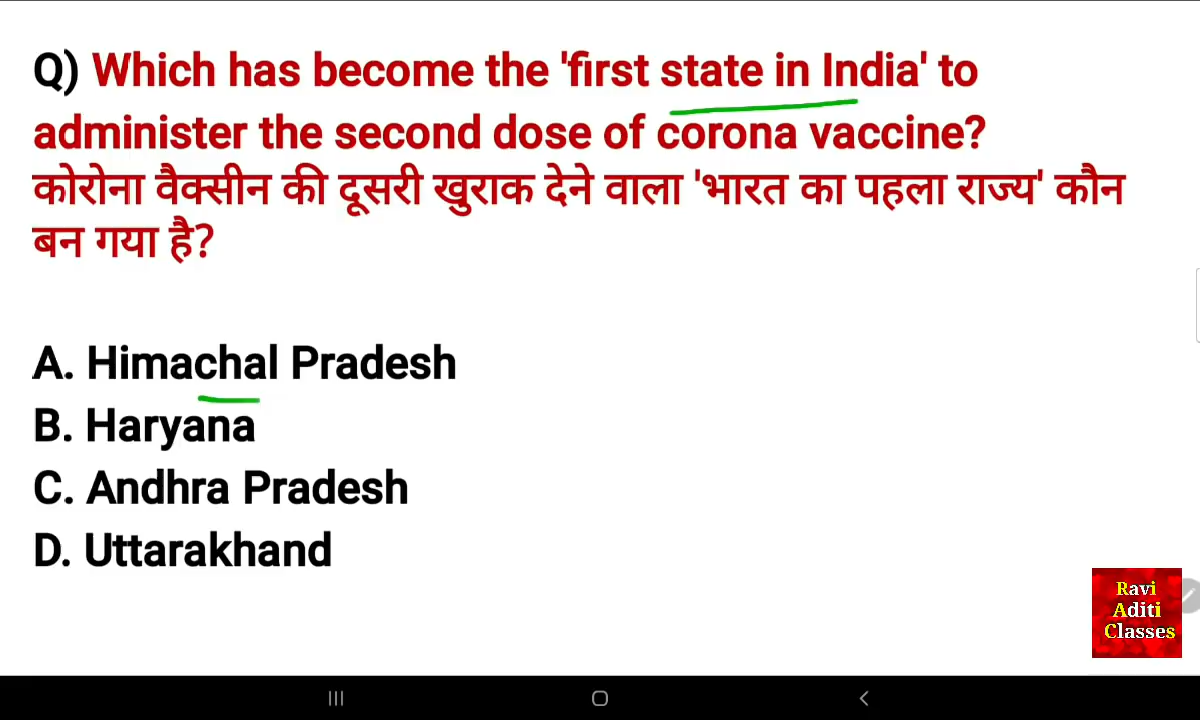 Q) Which has become the 'first state in India' to
administer the second dose of corona vaccine?
कोरोना वैक्सीन की दूसरी खुराक देने वाला 'भारत का पहला राज्य' कौन
बन गया है?
A. Himachal Pradesh
B. Haryana
C. Andhra Pradesh
D. Uttarakhand
Ravi
Aditi
Classes